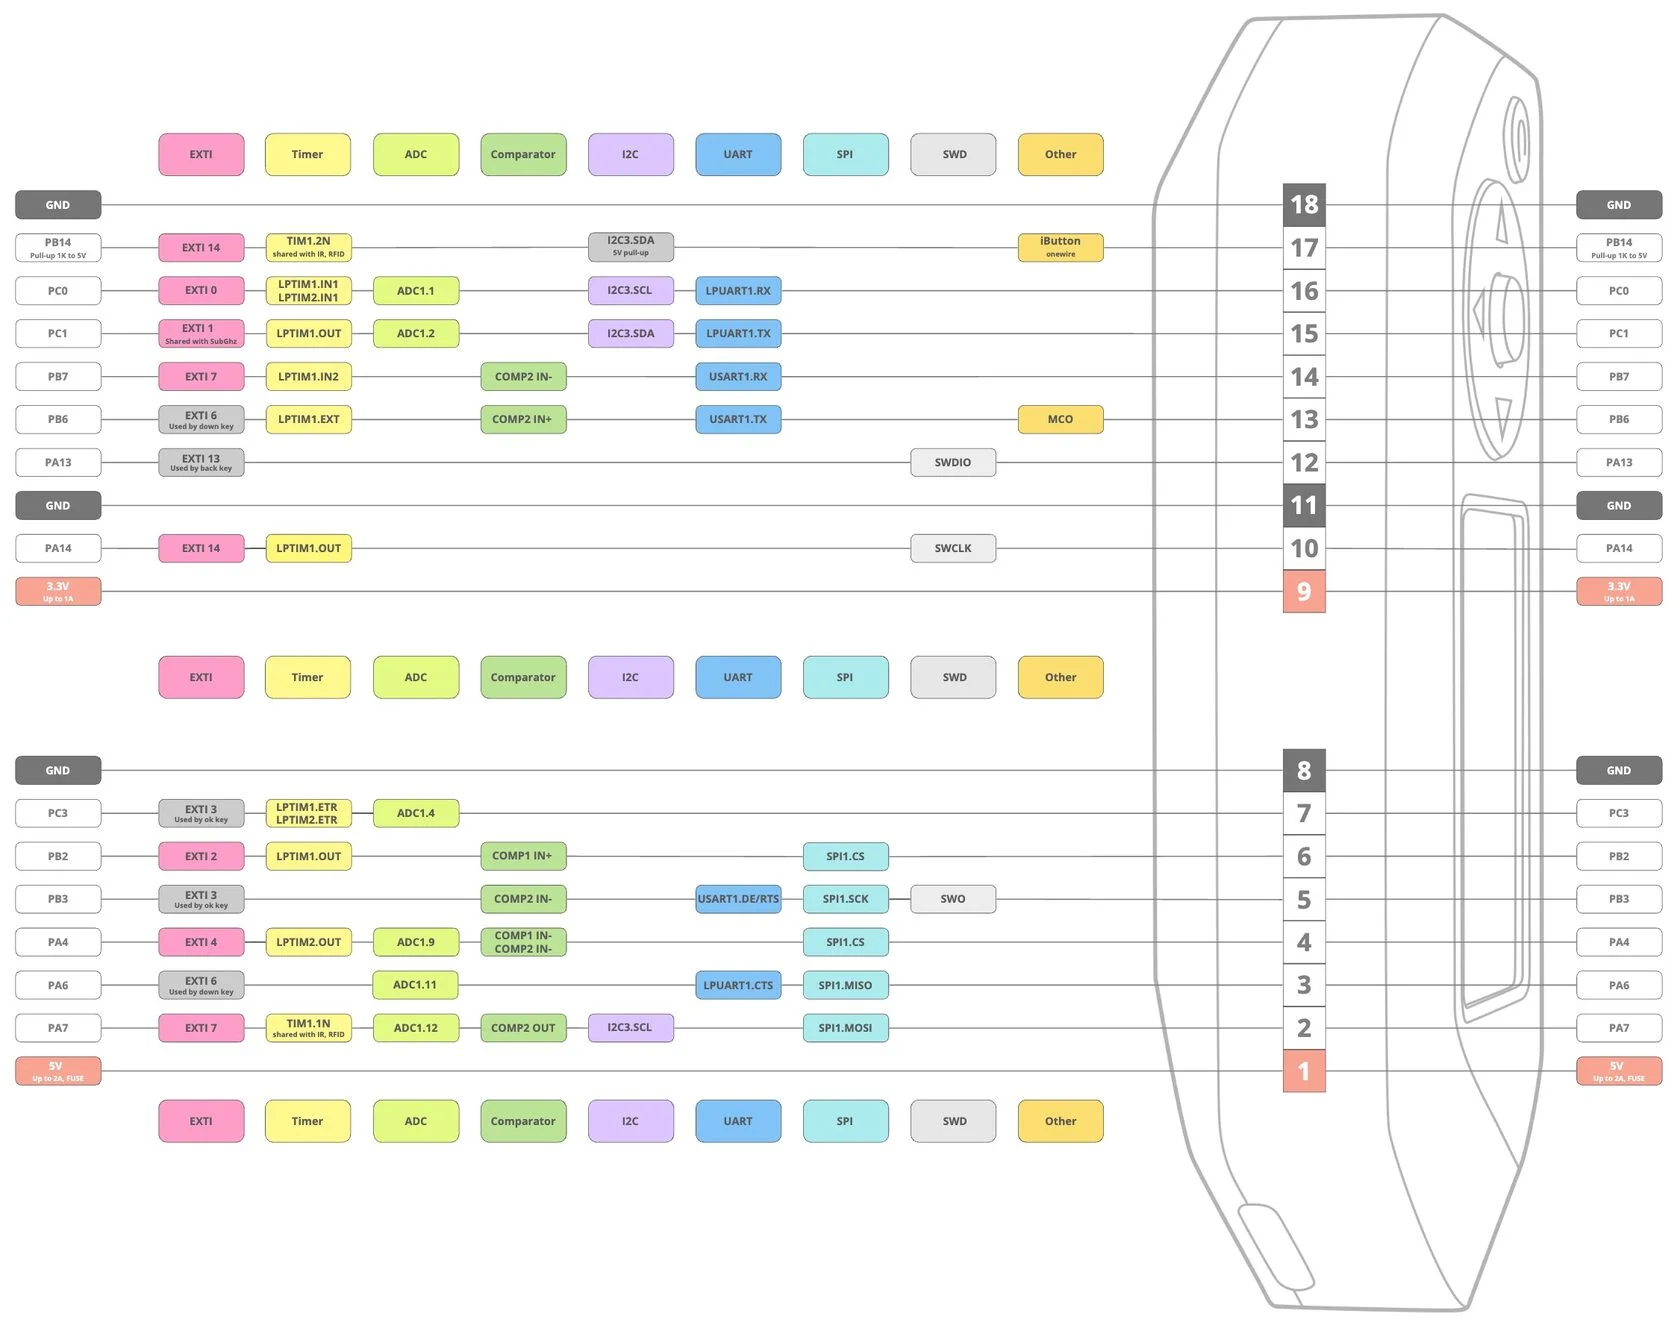 EXTI Timer ADC Comparator I2C UART SPI SWD Other
GND 18 GND
PB14 EXTI 14 TIM1.2N I2C3.SDA iButton 17 PB14
Pull-up 1K to 5V shared with IR, RFID 5V pull-up onewire Pull-up 1K to 5V
PC0 EXTI 0 LPTIM1.IN1 ADC1.1 I2C3.SCL LPUART1.RX 16 PC0
LPTIM2.IN1
PC1 EXTI 1 LPTIM1.OUT ADC1.2 I2C3.SDA LPUART1.TX 15 PC1
Shared with SubGhz
PB7 EXTI 7 LPTIM1.IN2 COMP2 IN- USART1.RX 14 PB7
PB6 EXTI 6 LPTIM1.EXT COMP2 IN+ USART1.TX MCO 13 PB6
Used by down key
PA13 EXTI 13 SWDIO 12 PA13
Used by back key
GND 11 GND
PA14 EXTI 14 LPTIM1.OUT SWCLK 10 PA14
3.3V 9 3.3V
Up to 1A Up to 1A
EXTI Timer ADC Comparator I2C UART SPI SWD Other
GND 8 GND
PC3 EXTI 3 LPTIM1.ETR ADC1.4 7 PC3
Used by ok key LPTIM2.ETR
PB2 EXTI 2 LPTIM1.OUT COMP1 IN+ SPI1.CS 6 PB2
PB3 EXTI 3 COMP2 IN- USART1.DE/RTS SPI1.SCK SWO 5 PB3
Used by ok key
PA4 EXTI 4 LPTIM2.OUT ADC1.9 COMP1 IN- SPI1.CS 4 PA4
COMP2 IN-
PA6 EXTI 6 ADC1.11 LPUART1.CTS SPI1.MISO 3 PA6
Used by down key
PA7 EXTI 7 TIM1.1N ADC1.12 COMP2 OUT I2C3.SCL SPI1.MOSI 2 PA7
shared with IR, RFID
5V 1 5V
Up to 2A, FUSE Up to 2A, FUSE
EXTI Timer ADC Comparator I2C UART SPI SWD Other